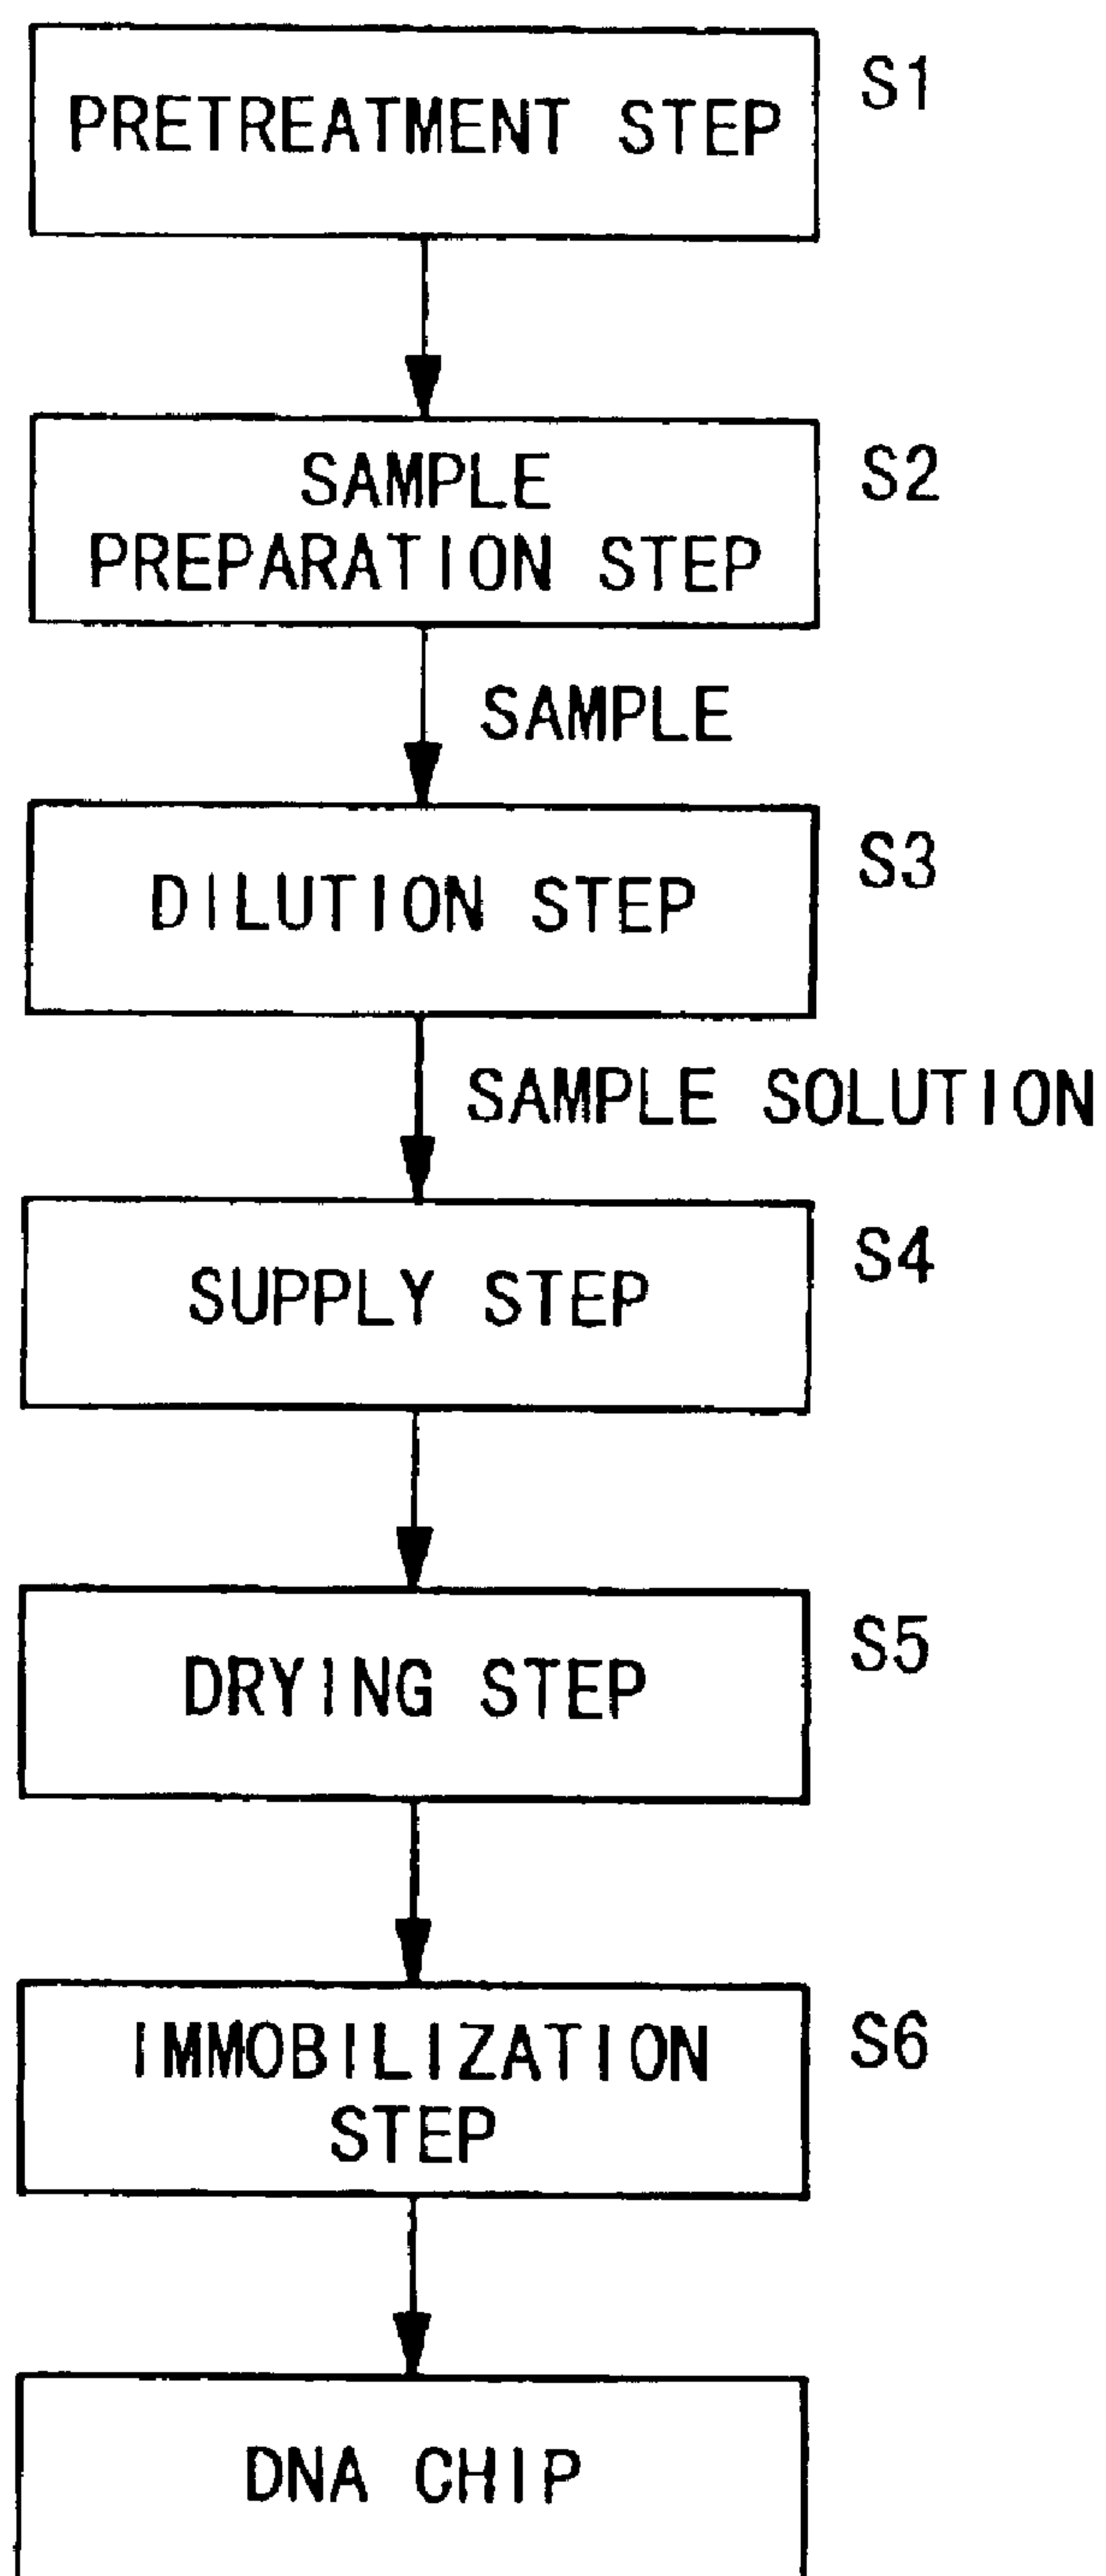 PRETREATMENT STEP
S1
SAMPLE
PREPARATION STEP
S2
SAMPLE
DILUTION STEP
S3
SAMPLE SOLUTION
SUPPLY STEP
S4
DRYING STEP
S5
IMMOBILIZATION
STEP
S6
DNA CHIP